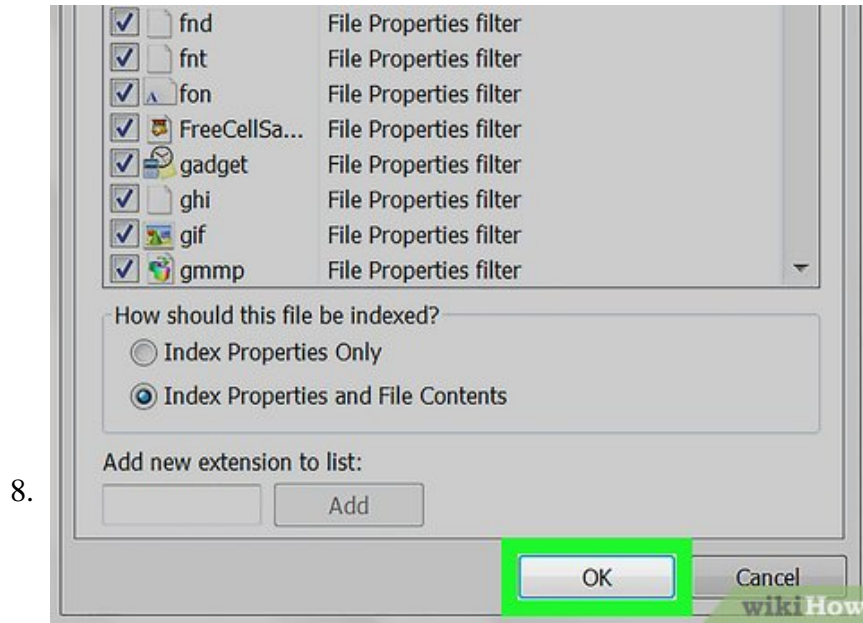 fnd File Properties filter
fnt File Properties filter
A fon File Properties filter
FreeCellSa... File Properties filter
gadget File Properties filter
ghi File Properties filter
gif File Properties filter
gmmp File Properties filter
How should this file be indexed?
Index Properties Only
Index Properties and File Contents
Add new extension to list:
8.
Add
OK Cancel
wikiHow